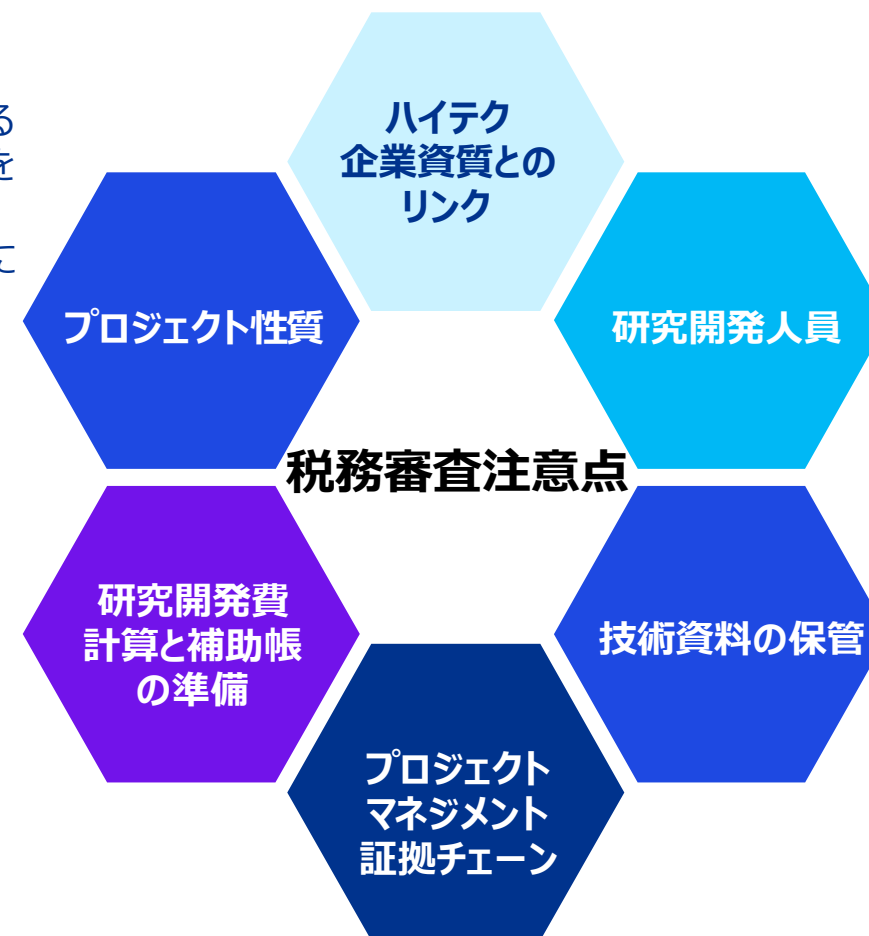 る
を
に
ハイテク
企業資質との
リンク
プロジェクト性質
研究開発人員
税務審査注意点
研究開発費
計算と補助帳
の準備
技術資料の保管
プロジェクト
マネジメント
証拠チェーン